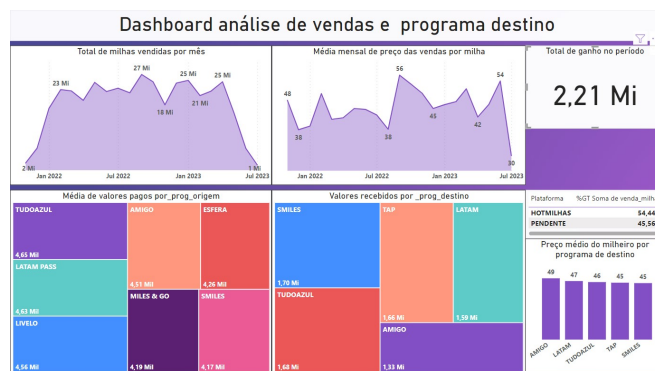 Dashboard análise de vendas e programa destino
Total de milhas vendidas por mês
2 Mi
23 Mi
27 Mi
18 Mi
25 Mi
21 Mi
25 Mi
1 Mi
Jan 2022
Jul 2022
Jan 2023
Jul 2023
Média mensal de preço das vendas por milha
48
38
38
56
45
42
54
30
Jan 2022
Jul 2022
Jan 2023
Jul 2023
Total de ganho no período
2,21 Mi
Média de valores pagos por_prog_origem
TUDOAZUL
4,65 Mil
LATAM PASS
4,63 Mil
LIVELO
4,56 Mil
AMIGO
4,51 Mil
ESFERA
4,26 Mil
MILES & GO
4,19 Mil
SMILES
4,17 Mil
Valores recebidos por _prog_destino
SMILES
1,70 Mi
TUDOAZUL
1,68 Mi
TAP
1,66 Mi
LATAM
1,59 Mi
AMIGO
1,33 Mi
Plataforma %GT Soma de venda_milh
HOTMILHAS 54,44
PENDENTE 45,56
Preço médio do milheiro por
programa de destino
49
47
46
45
45
AMIGO
LATAM
TUDOAZUL
TAP
SMILES